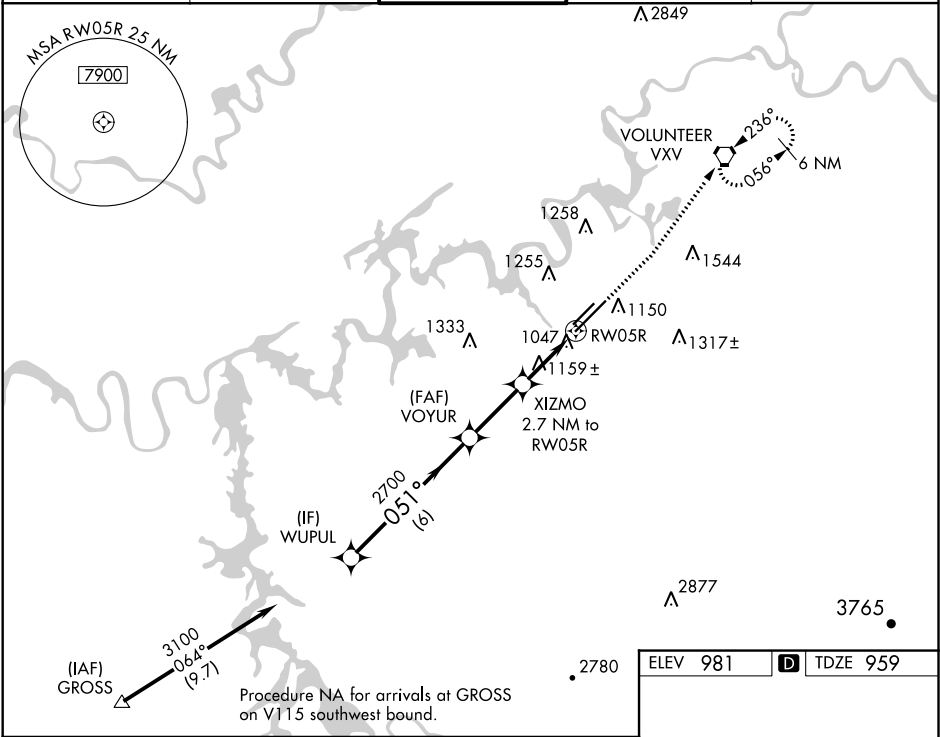 MSA RW05R 25 NM
7900
2849
VOLUNTEER
VXV
236°
056°
6 NM
1258
1544
1255
1150
1333
1047
RW05R
1317±
1159±
(FAF)
VOYUR
XIZMO
2.7 NM to
RW05R
2700
051°
(6)
(IF)
WUPUL
2877
3765
3100
064°
(9.7)
(IAF)
GROSS
2780
Procedure NA for arrivals at GROSS
on V115 southwest bound.
ELEV 981 D TDZE 959